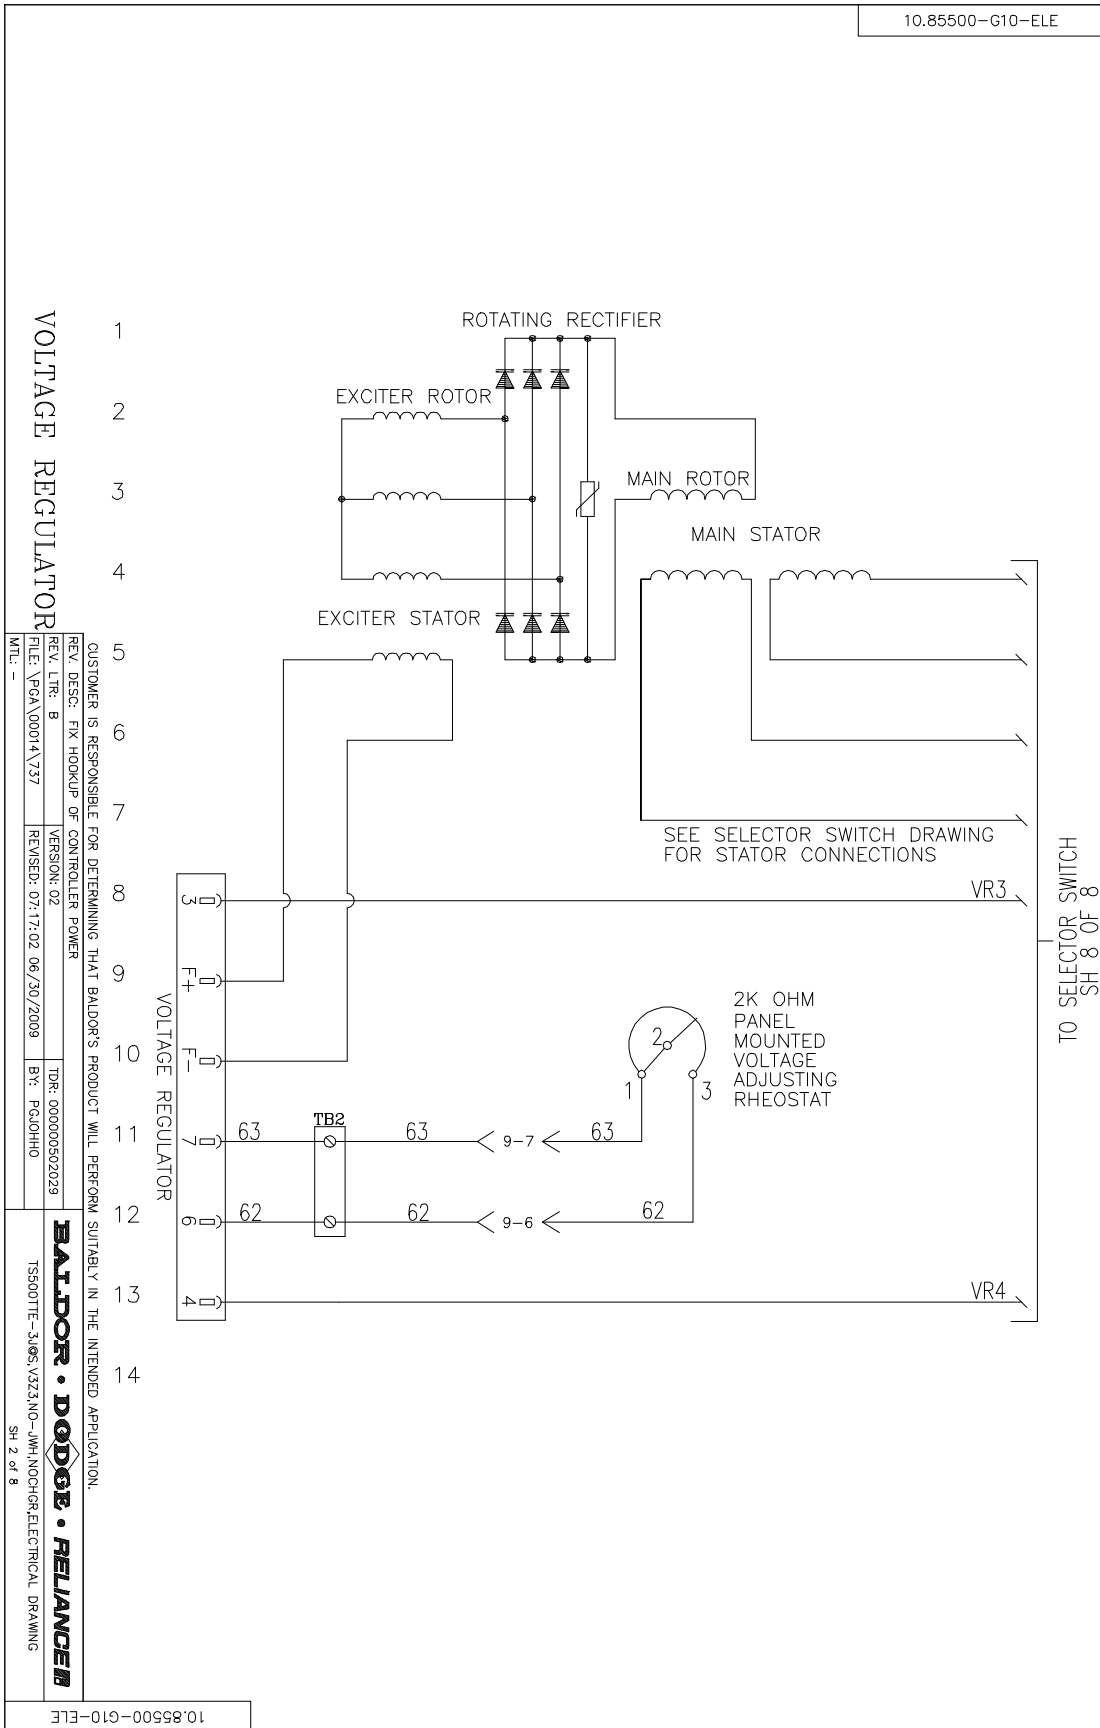 10.85500-G10-ELE
ROTATING RECTIFIER
EXCITER ROTOR
MAIN ROTOR
MAIN STATOR
EXCITER STATOR
SEE SELECTOR SWITCH DRAWING
FOR STATOR CONNECTIONS
VR3
TO SELECTOR SWITCH
SH 8 OF 8
2K OHM
PANEL
MOUNTED
VOLTAGE
ADJUSTING
RHEOSTAT
2
1
3
TB2
63
63
9-7
63
62
62
9-6
62
VR4
3
F+
F-
7
6
4
VOLTAGE REGULATOR
1
2
3
4
5
6
7
8
9
10
11
12
13
14
VOLTAGE REGULATOR
CUSTOMER IS RESPONSIBLE FOR DETERMINING THAT BALDOR'S PRODUCT WILL PERFORM SUITABLY IN THE INTENDED APPLICATION.
REV. DESC: FIX HOOKUP OF CONTROLLER POWER
REV. LTR: B
VERSION: 02
TDR: 000000502029
FILE: \PGA\00014\737
REVISED: 07:17:02 06/30/2009
BY: PGJOHHO
MTL: -
BALDOR • DODGE • RELIANCE
TS500TTE-3J@S,V3Z3,NO-JWH,NOCHGR,ELECTRICAL DRAWING
SH 2 of 8
10.85500-G10-ELE